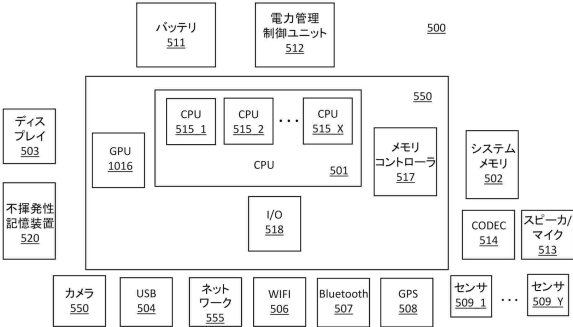 バッテリ
511
電力管理
制御ユニット
512
500
550
CPU
515_1
CPU
515_2
・・・
CPU
515_X
CPU
501
GPU
1016
メモリ
コントローラ
517
I/O
518
ディス
プレイ
503
不揮発性
記憶装置
520
システム
メモリ
502
CODEC
514
スピーカ/
マイク
513
カメラ
550
USB
504
ネット
ワーク
555
WIFI
506
Bluetooth
507
GPS
508
センサ
509_1
・・・
センサ
509_Y